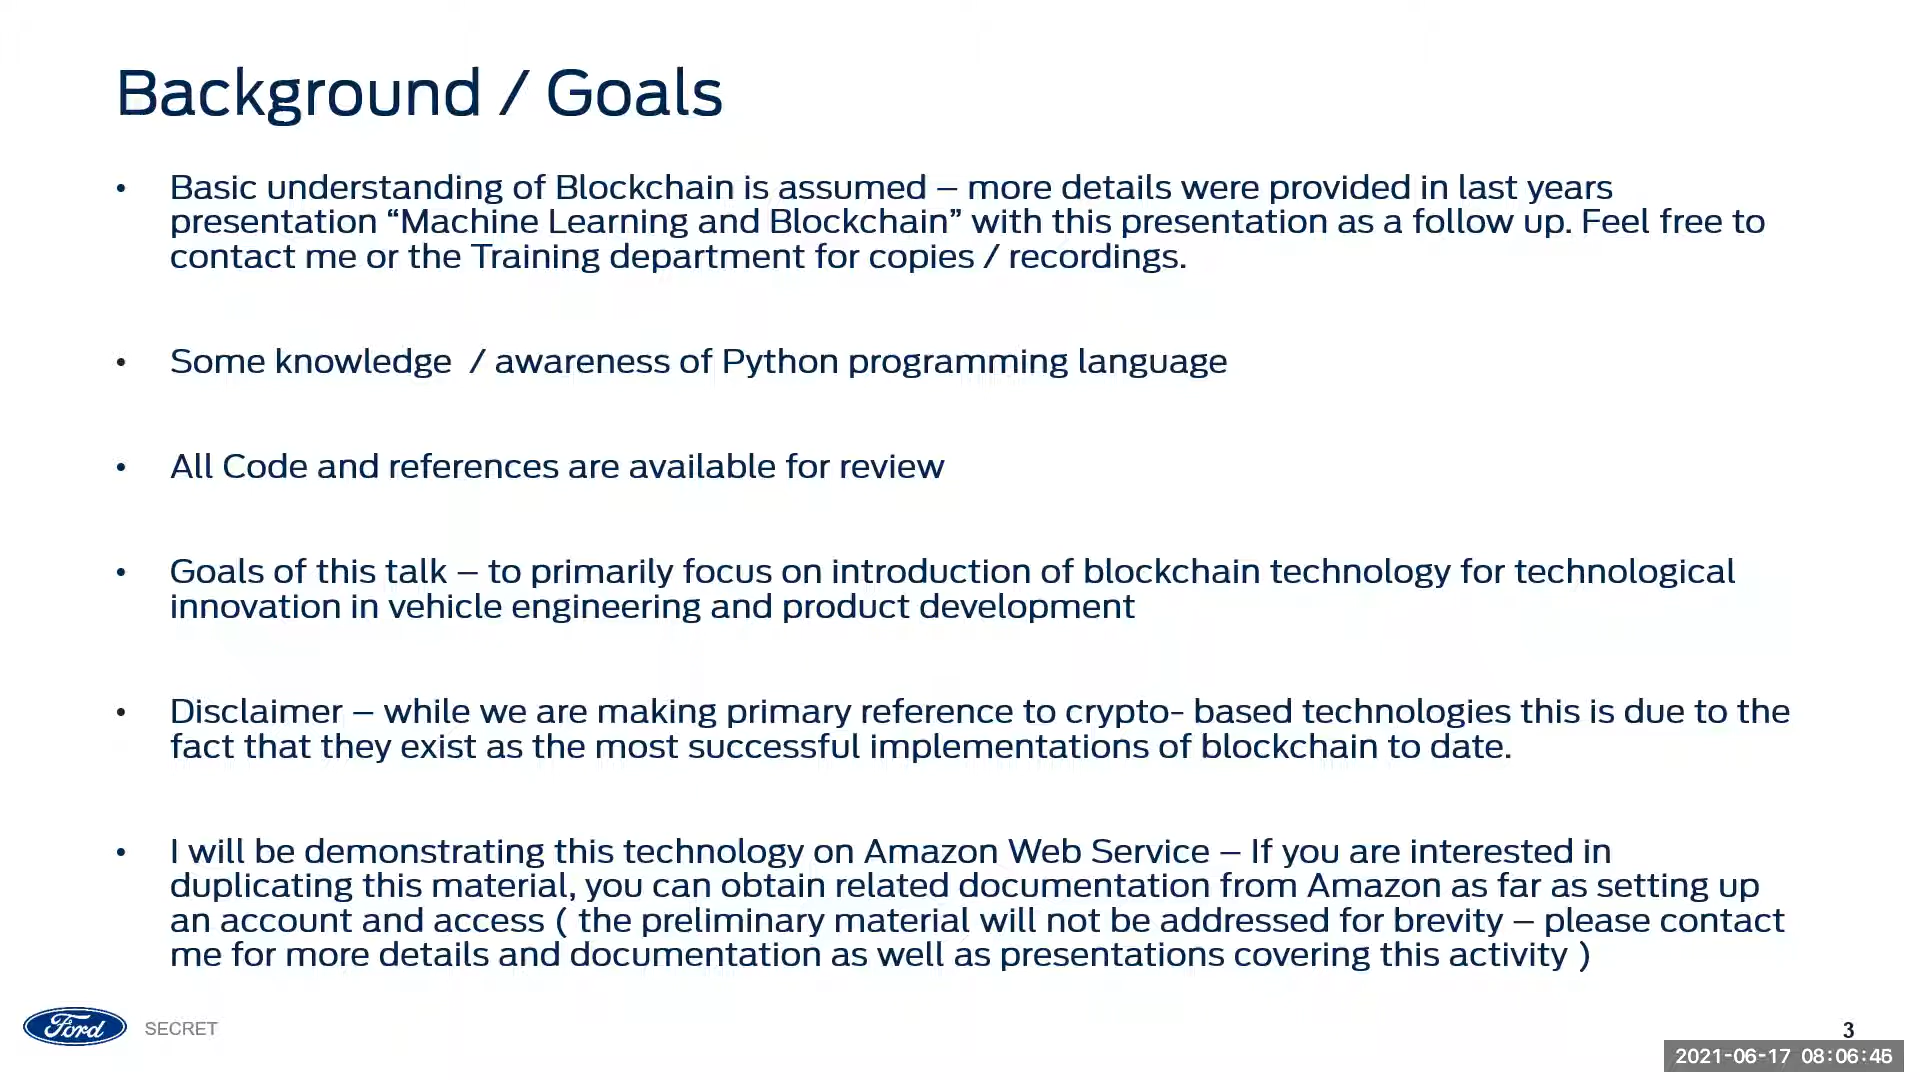 Background / Goals
• Basic understanding of Blockchain is assumed – more details were provided in last years
presentation “Machine Learning and Blockchain” with this presentation as a follow up. Feel free to
contact me or the Training department for copies / recordings.
• Some knowledge / awareness of Python programming language
• All Code and references are available for review
• Goals of this talk – to primarily focus on introduction of blockchain technology for technological
innovation in vehicle engineering and product development
• Disclaimer – while we are making primary reference to crypto- based technologies this is due to the
fact that they exist as the most successful implementations of blockchain to date.
• I will be demonstrating this technology on Amazon Web Service – If you are interested in
duplicating this material, you can obtain related documentation from Amazon as far as setting up
an account and access ( the preliminary material will not be addressed for brevity – please contact
me for more details and documentation as well as presentations covering this activity )
Ford SECRET
3
2021-06-17 08:06:45